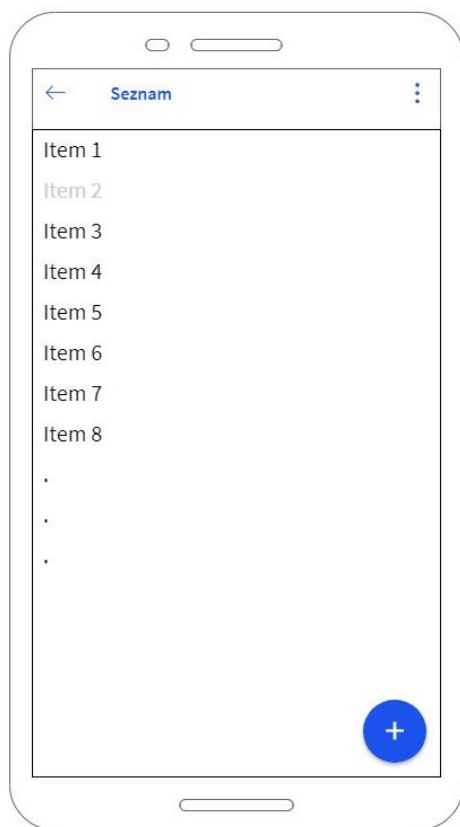 Seznam
Item 1
Item 2
Item 3
Item 4
Item 5
Item 6
Item 7
Item 8
.
.
.
+